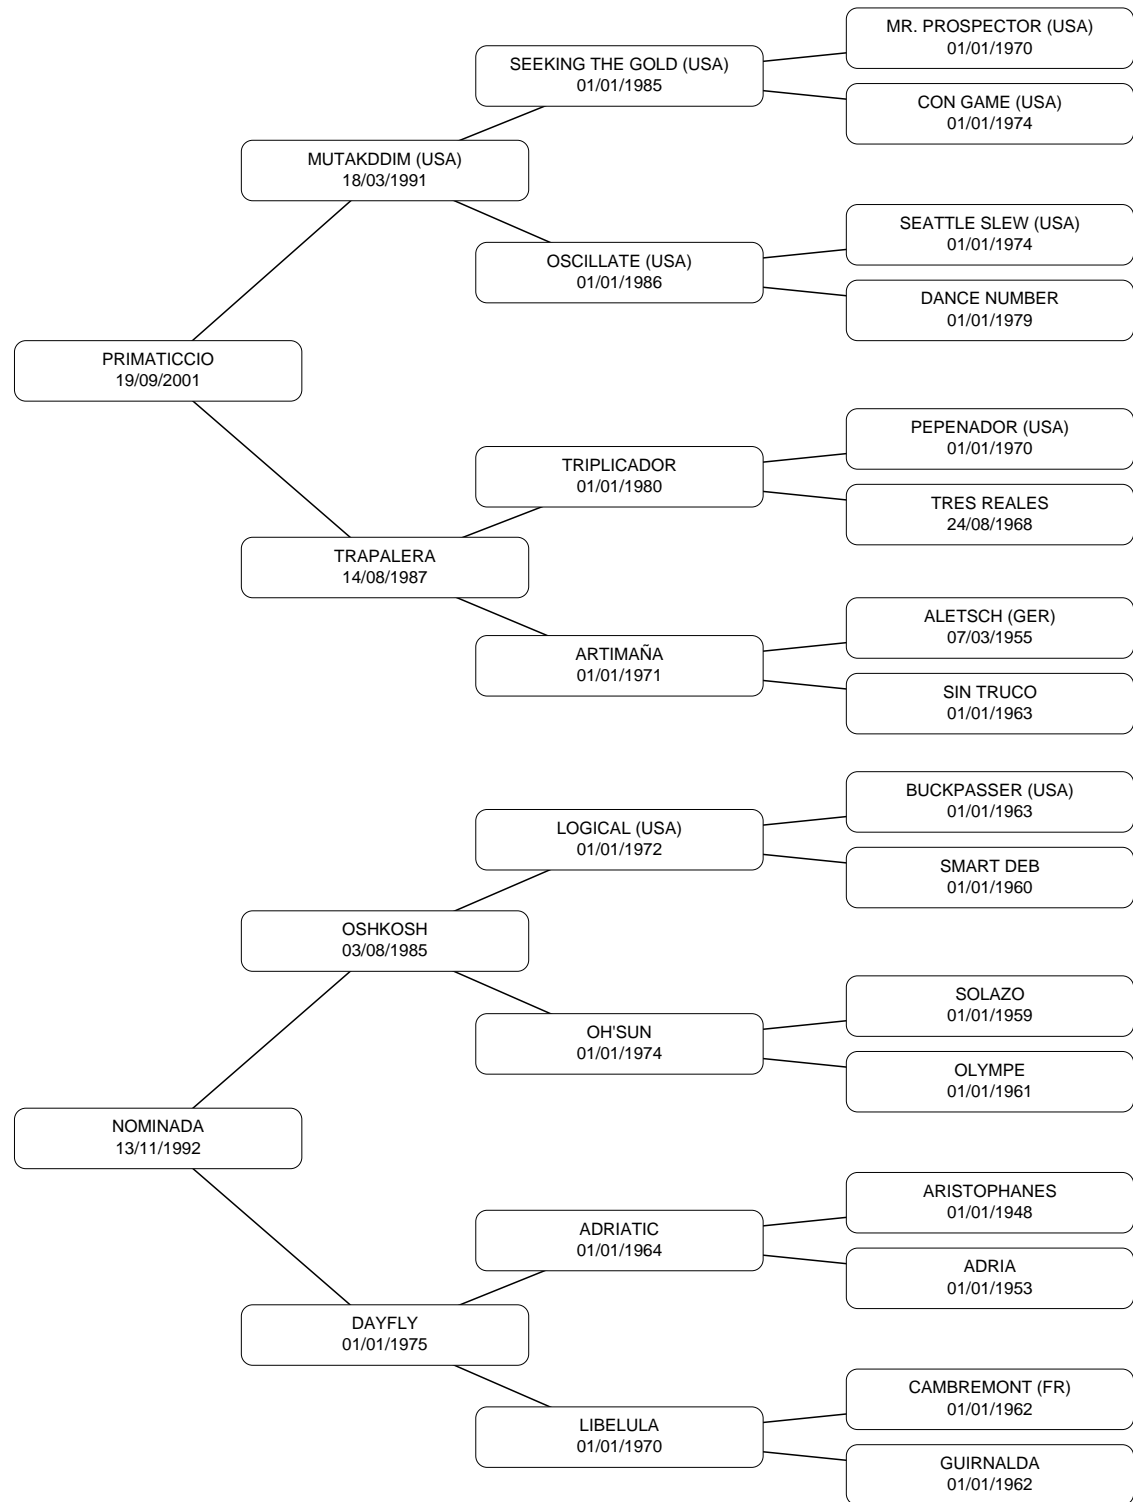 MR. PROSPECTOR (USA)
01/01/1970
SEEKING THE GOLD (USA)
01/01/1985
CON GAME (USA)
01/01/1974
MUTAKDDIM (USA)
18/03/1991
SEATTLE SLEW (USA)
01/01/1974
OSCILLATE (USA)
01/01/1986
DANCE NUMBER
01/01/1979
PRIMATICCIO
19/09/2001
PEPENADOR (USA)
01/01/1970
TRIPLICADOR
01/01/1980
TRES REALES
24/08/1968
TRAPALERA
14/08/1987
ALETSCH (GER)
07/03/1955
ARTIMAÑA
01/01/1971
SIN TRUCO
01/01/1963
BUCKPASSER (USA)
01/01/1963
LOGICAL (USA)
01/01/1972
SMART DEB
01/01/1960
OSHKOSH
03/08/1985
SOLAZO
01/01/1959
OH'SUN
01/01/1974
OLYMPE
01/01/1961
NOMINADA
13/11/1992
ARISTOPHANES
01/01/1948
ADRIATIC
01/01/1964
ADRIA
01/01/1953
DAYFLY
01/01/1975
CAMBREMONT (FR)
01/01/1962
LIBELULA
01/01/1970
GUIRNALDA
01/01/1962